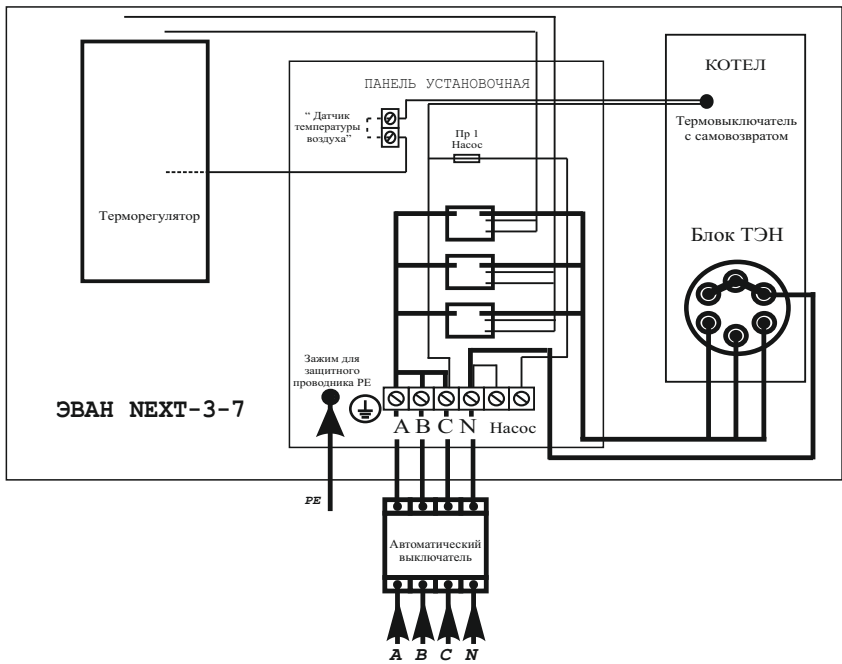 ПАНЕЛЬ УСТАНОВОЧНАЯ
КОТЕЛ
Термовыключатель
с самовозвратом
" Датчик
температуры
воздуха"
Пр 1
Насос
Терморегулятор
Блок ТЭН
Зажим для
защитного
проводника PE
ЭВАН NEXT-3-7
A B C N Насос
PE
Автоматический
выключатель
A B C N